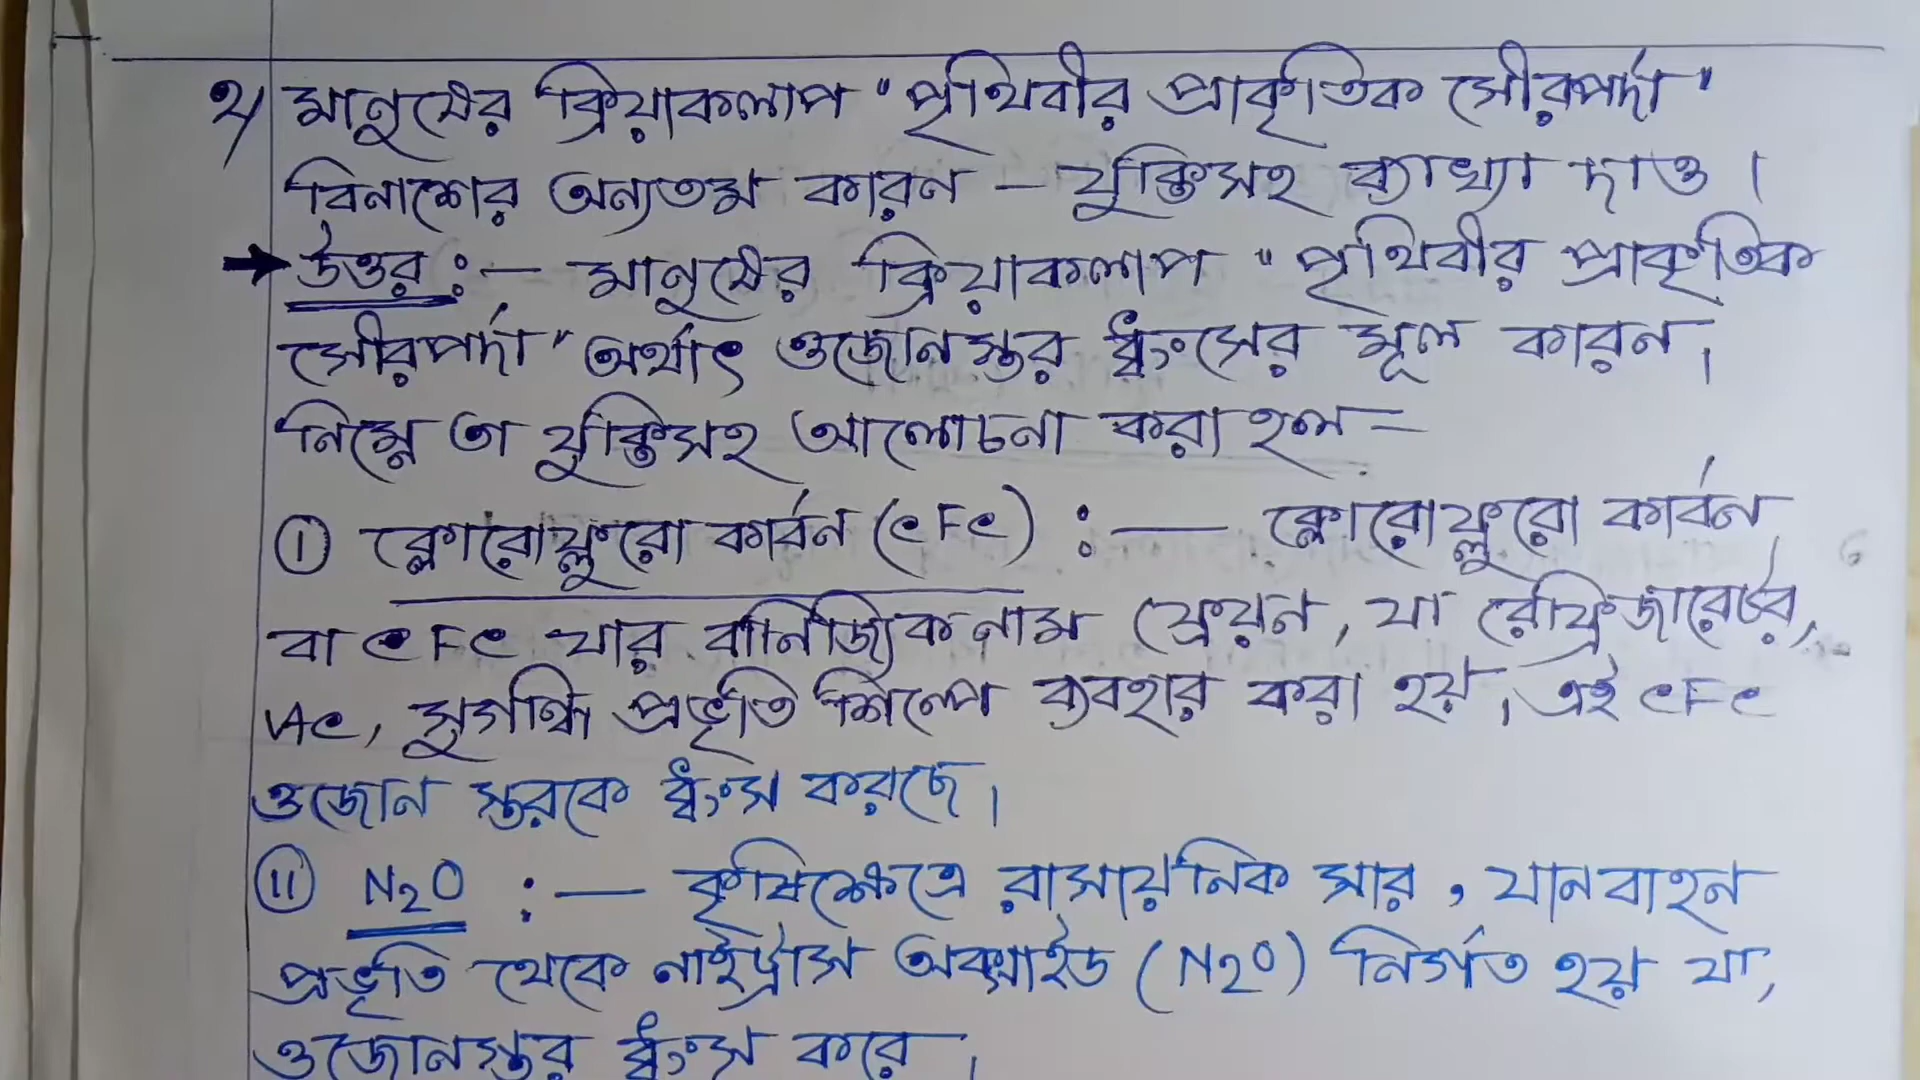 ২) মানুষের ক্রিয়াকলাপ "পৃথিবীর প্রাকৃতিক সৌরপর্দা"
বিনাশের অন্যতম কারন – যুক্তিসহ ব্যাখ্যা দাও।
→ উত্তর :— মানুষের ক্রিয়াকলাপ "পৃথিবীর প্রাকৃতিক
সৌরপর্দা" অর্থাৎ ওজোনস্তর ধ্বংসের মূল কারন।
নিম্নে তা যুক্তিসহ আলোচনা করা হল –
(i) ক্লোরোফ্লুরো কার্বন (CFC) :— ক্লোরোফ্লুরো কার্বন
বা CFC যার বানিজ্যিক নাম ফ্রেয়ন, যা রেফ্রিজারেটর,
AC, সুগন্ধি প্রভৃতি শিল্পে ব্যবহার করা হয়। এই CFC
ওজোন স্তরকে ধ্বংস করছে।
(ii) N₂O :— কৃষিক্ষেত্রে রাসায়নিক সার, যানবাহন
প্রভৃতি থেকে নাইট্রাস অক্সাইড (N₂O) নির্গত হয় যা,
ওজোনস্তর ধ্বংস করে।